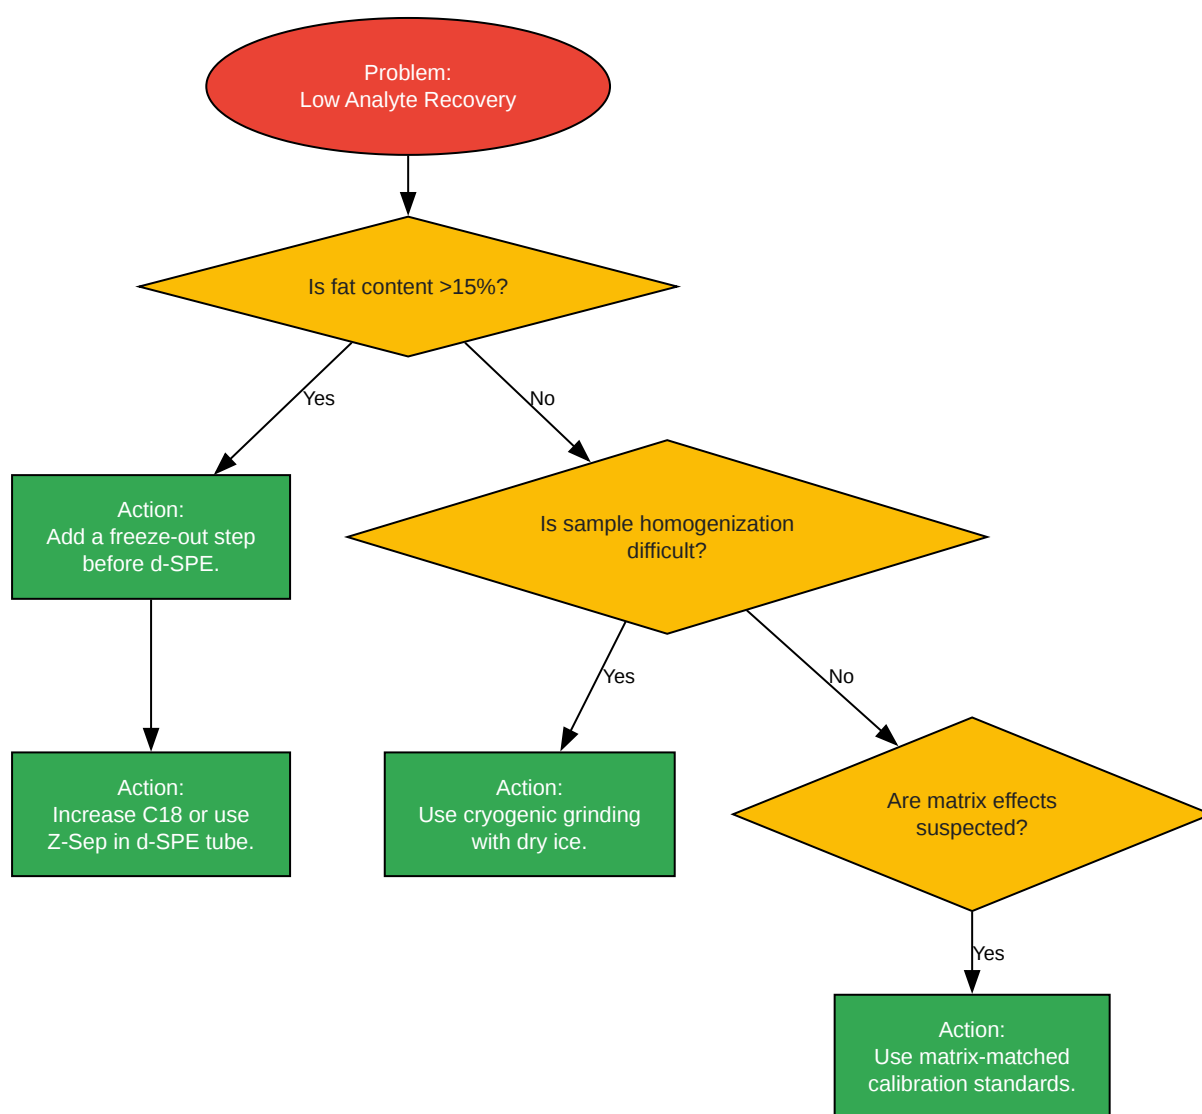 Problem:
Low Analyte Recovery
Is fat content >15%?
Yes
No
Action:
Add a freeze-out step
before d-SPE.
Is sample homogenization
difficult?
Yes
No
Action:
Increase C18 or use
Z-Sep in d-SPE tube.
Action:
Use cryogenic grinding
with dry ice.
Are matrix effects
suspected?
Yes
Action:
Use matrix-matched
calibration standards.